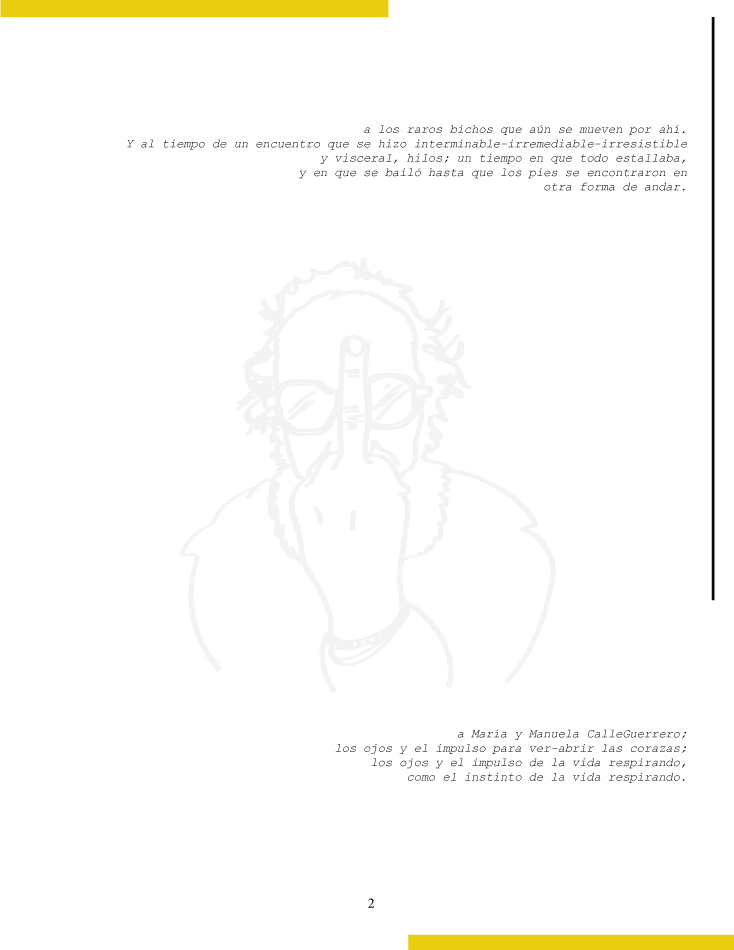 a los raros bichos que aún se mueven por ahí.
Y al tiempo de un encuentro que se hizo interminable-irremediable-irresistible
y visceral, hilos; un tiempo en que todo estallaba,
y en que se bailó hasta que los pies se encontraron en
otra forma de andar.
a María y Manuela CalleGuerrero;
los ojos y el impulso para ver-abrir las corazas;
los ojos y el impulso de la vida respirando,
como el instinto de la vida respirando.
2